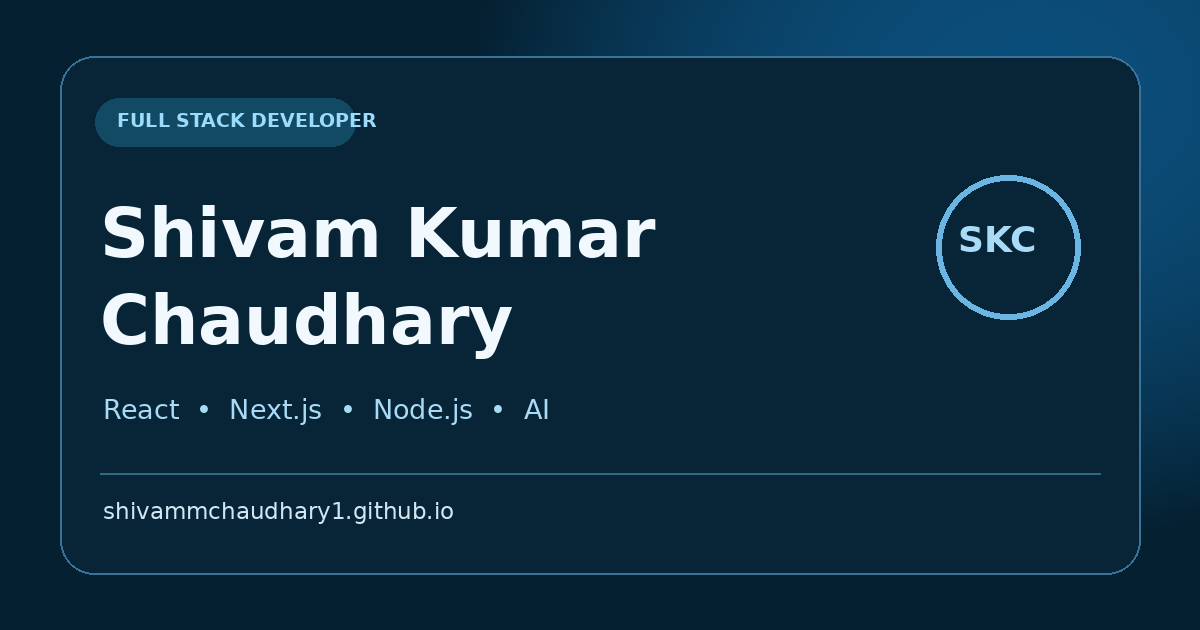 FULL STACK DEVELOPER
Shivam Kumar
Chaudhary
SKC
React • Next.js • Node.js • AI
shivammchaudhary1.github.io